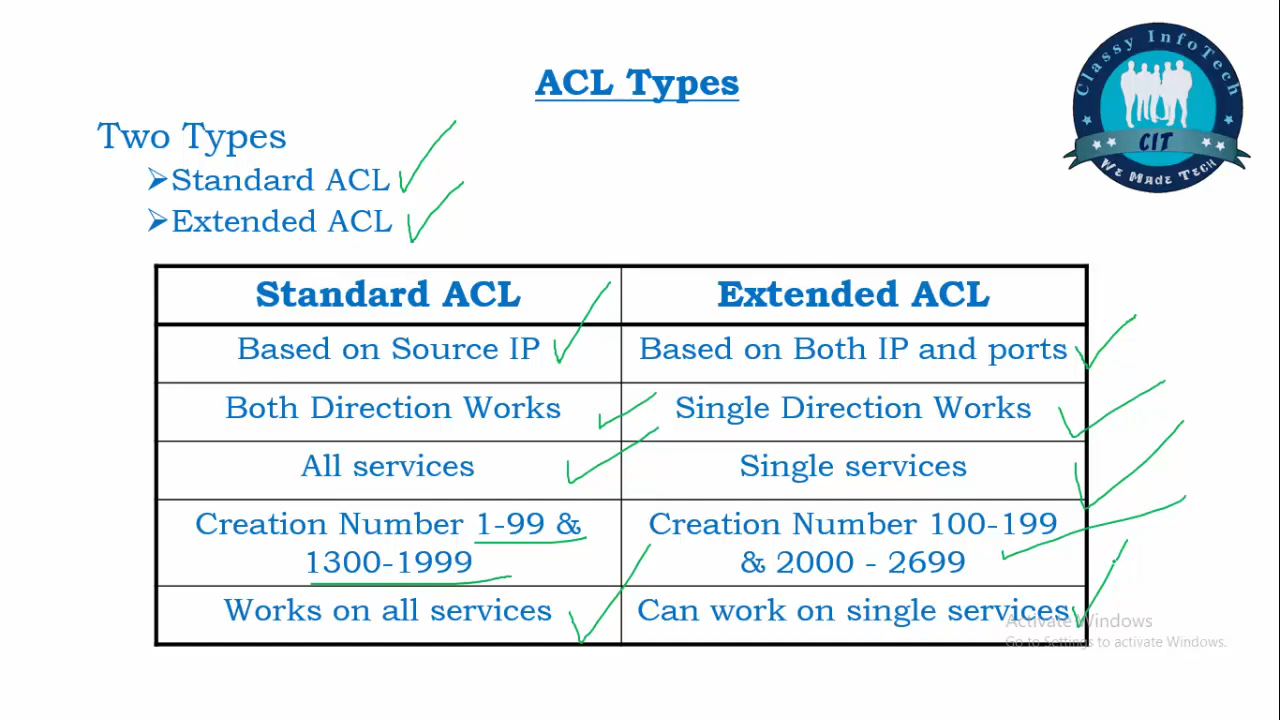 ACL Types
Classy InfoTech
CIT
We Made Tech
Two Types
➢Standard ACL
➢Extended ACL
Standard ACL
Extended ACL
Based on Source IP
Based on Both IP and ports
Both Direction Works
Single Direction Works
All services
Single services
Creation Number 1-99 &
1300-1999
Creation Number 100-199
& 2000 - 2699
Works on all services
Can work on single services
Activate Windows
Go to Settings to activate Windows.